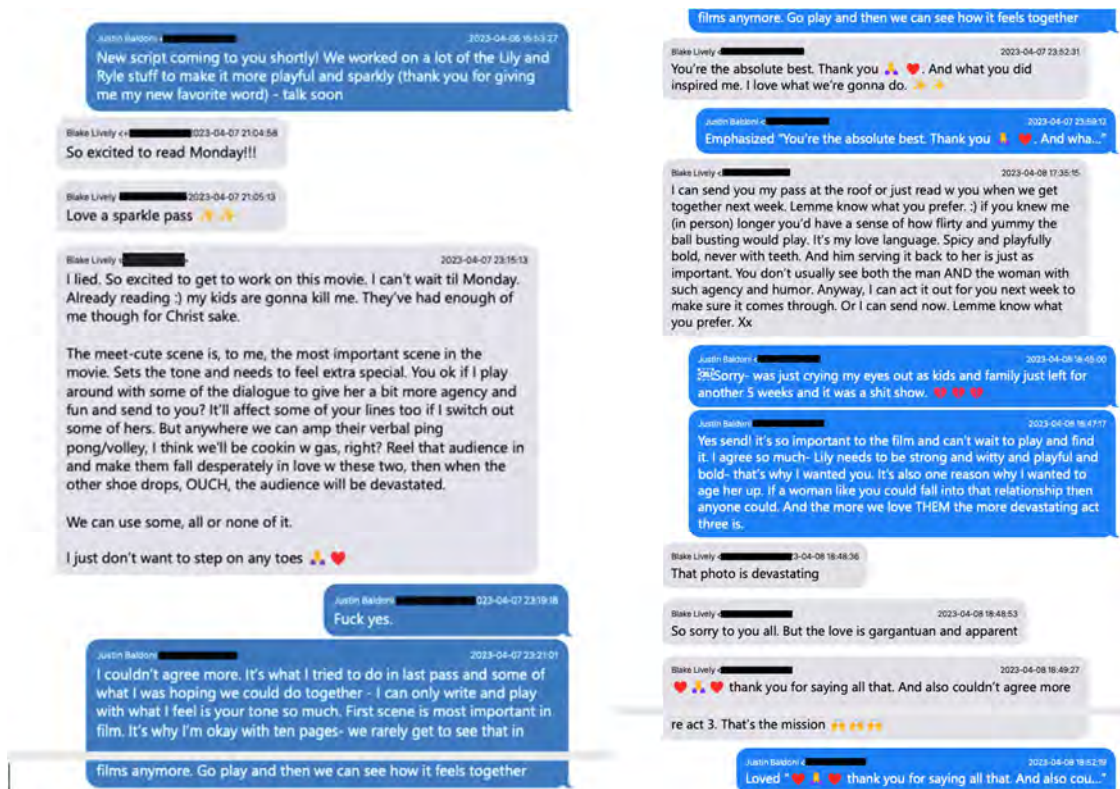 Justin Baldoni < 2023-04-06 16:53:27
New script coming to you shortly! We worked on a lot of the Lily and
Ryle stuff to make it more playful and sparkly (thank you for giving
me my new favorite word) - talk soon
Blake Lively <+ 2023-04-07 21:04:58
So excited to read Monday!!!
Blake Lively 2023-04-07 21:05:13
Love a sparkle pass ✨ ✨
Blake Lively < 2023-04-07 23:15:13
I lied. So excited to get to work on this movie. I can't wait til Monday.
Already reading :) my kids are gonna kill me. They've had enough of
me though for Christ sake.
The meet-cute scene is, to me, the most important scene in the
movie. Sets the tone and needs to feel extra special. You ok if I play
around with some of the dialogue to give her a bit more agency and
fun and send to you? It'll affect some of your lines too if I switch out
some of hers. But anywhere we can amp their verbal ping
pong/volley, I think we'll be cookin w gas, right? Reel that audience in
and make them fall desperately in love w these two, then when the
other shoe drops, OUCH, the audience will be devastated.
We can use some, all or none of it.
I just don't want to step on any toes 🙏 ❤️
Justin Baldoni 023-04-07 23:19:18
Fuck yes.
Justin Baldoni 2023-04-07 23:21:01
I couldn't agree more. It's what I tried to do in last pass and some of
what I was hoping we could do together - I can only write and play
with what I feel is your tone so much. First scene is most important in
film. It's why I'm okay with ten pages- we rarely get to see that in
films anymore. Go play and then we can see how it feels together
films anymore. Go play and then we can see how it feels together
Blake Lively < 2023-04-07 23:52:31
You're the absolute best. Thank you 🙏 ❤️. And what you did
inspired me. I love what we're gonna do. ✨ ✨
Justin Baldoni < 2023-04-07 23:59:12
Emphasized "You're the absolute best. Thank you 🙏 ❤️. And wha..."
Blake Lively < 2023-04-08 17:35:15
I can send you my pass at the roof or just read w you when we get
together next week. Lemme know what you prefer. :) if you knew me
(in person) longer you'd have a sense of how flirty and yummy the
ball busting would play. It's my love language. Spicy and playfully
bold, never with teeth. And him serving it back to her is just as
important. You don't usually see both the man AND the woman with
such agency and humor. Anyway, I can act it out for you next week to
make sure it comes through. Or I can send now. Lemme know what
you prefer. Xx
Justin Baldoni < 2023-04-08 18:45:00
Sorry- was just crying my eyes out as kids and family just left for
another 5 weeks and it was a shit show. ❤️ ❤️ ❤️
Justin Baldoni < 2023-04-08 18:47:17
Yes send! it's so important to the film and can't wait to play and find
it. I agree so much- Lily needs to be strong and witty and playful and
bold- that's why I wanted you. It's also one reason why I wanted to
age her up. If a woman like you could fall into that relationship then
anyone could. And the more we love THEM the more devastating act
three is.
Blake Lively < 3-04-08 18:48:36
That photo is devastating
Blake Lively < 2023-04-08 18:48:53
So sorry to you all. But the love is gargantuan and apparent
Blake Lively < 2023-04-08 18:49:27
❤️ 🙏 ❤️ thank you for saying all that. And also couldn't agree more
re act 3. That's the mission 🙌 🙌 🙌
Justin Baldoni < 2023-04-08 18:52:19
Loved "❤️ 🙏 ❤️ thank you for saying all that. And also cou..."